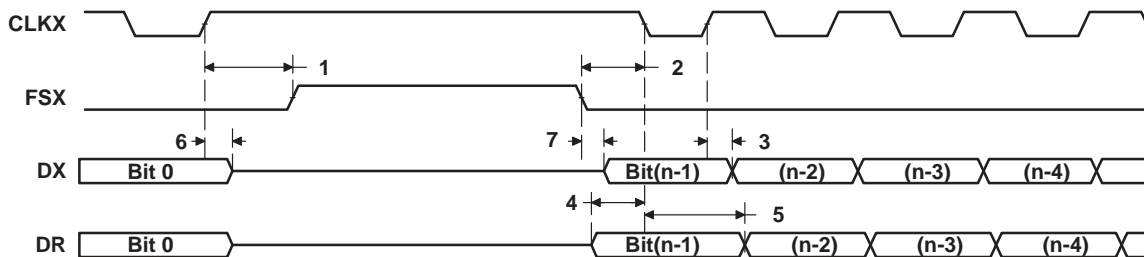 CLKX
1 2
FSX
6 7 3
DX Bit 0 Bit(n-1) (n-2) (n-3) (n-4)
4 5
DR Bit 0 Bit(n-1) (n-2) (n-3) (n-4)